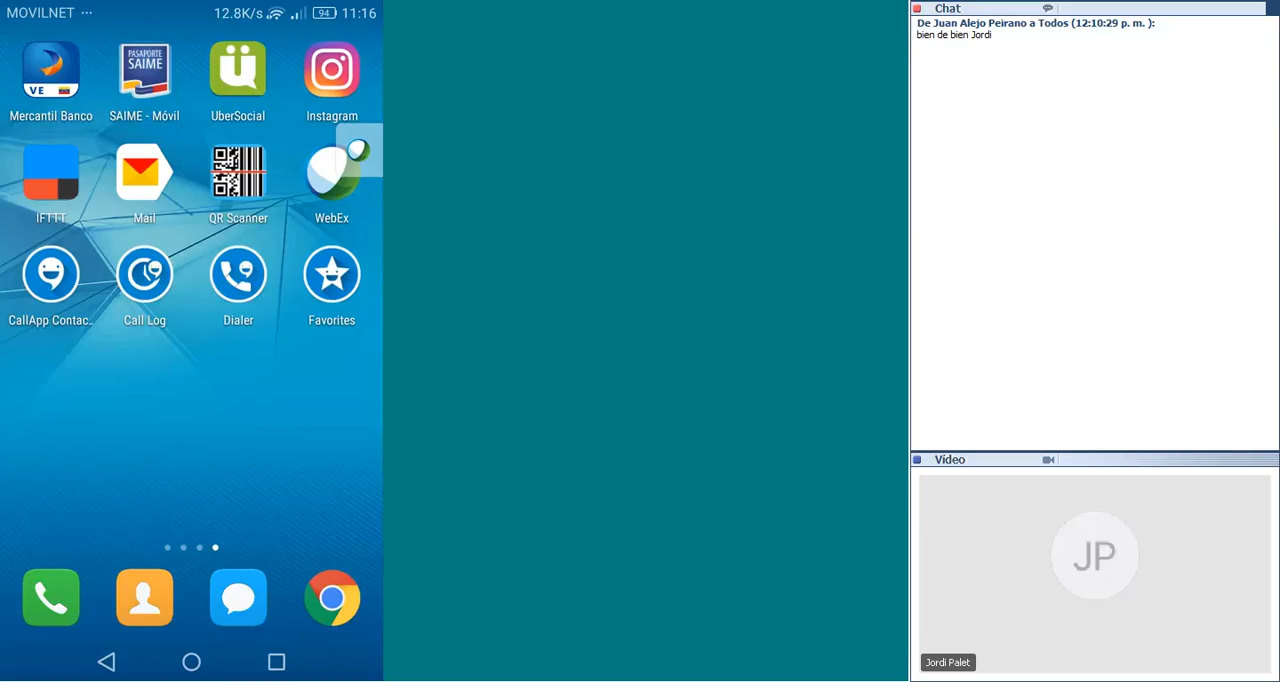 MOVILNET ···
12.8K/s 94 11:16
VE
PASAPORTE
SAIME
Mercantil Banco
SAIME - Móvil
UberSocial
Instagram
IFTTT
Mail
QR Scanner
WebEx
CallApp Contac..
Call Log
Dialer
Favorites
Chat
De Juan Alejo Peirano a Todos (12:10:29 p. m. ):
bien de bien Jordi
Vídeo
JP
Jordi Palet